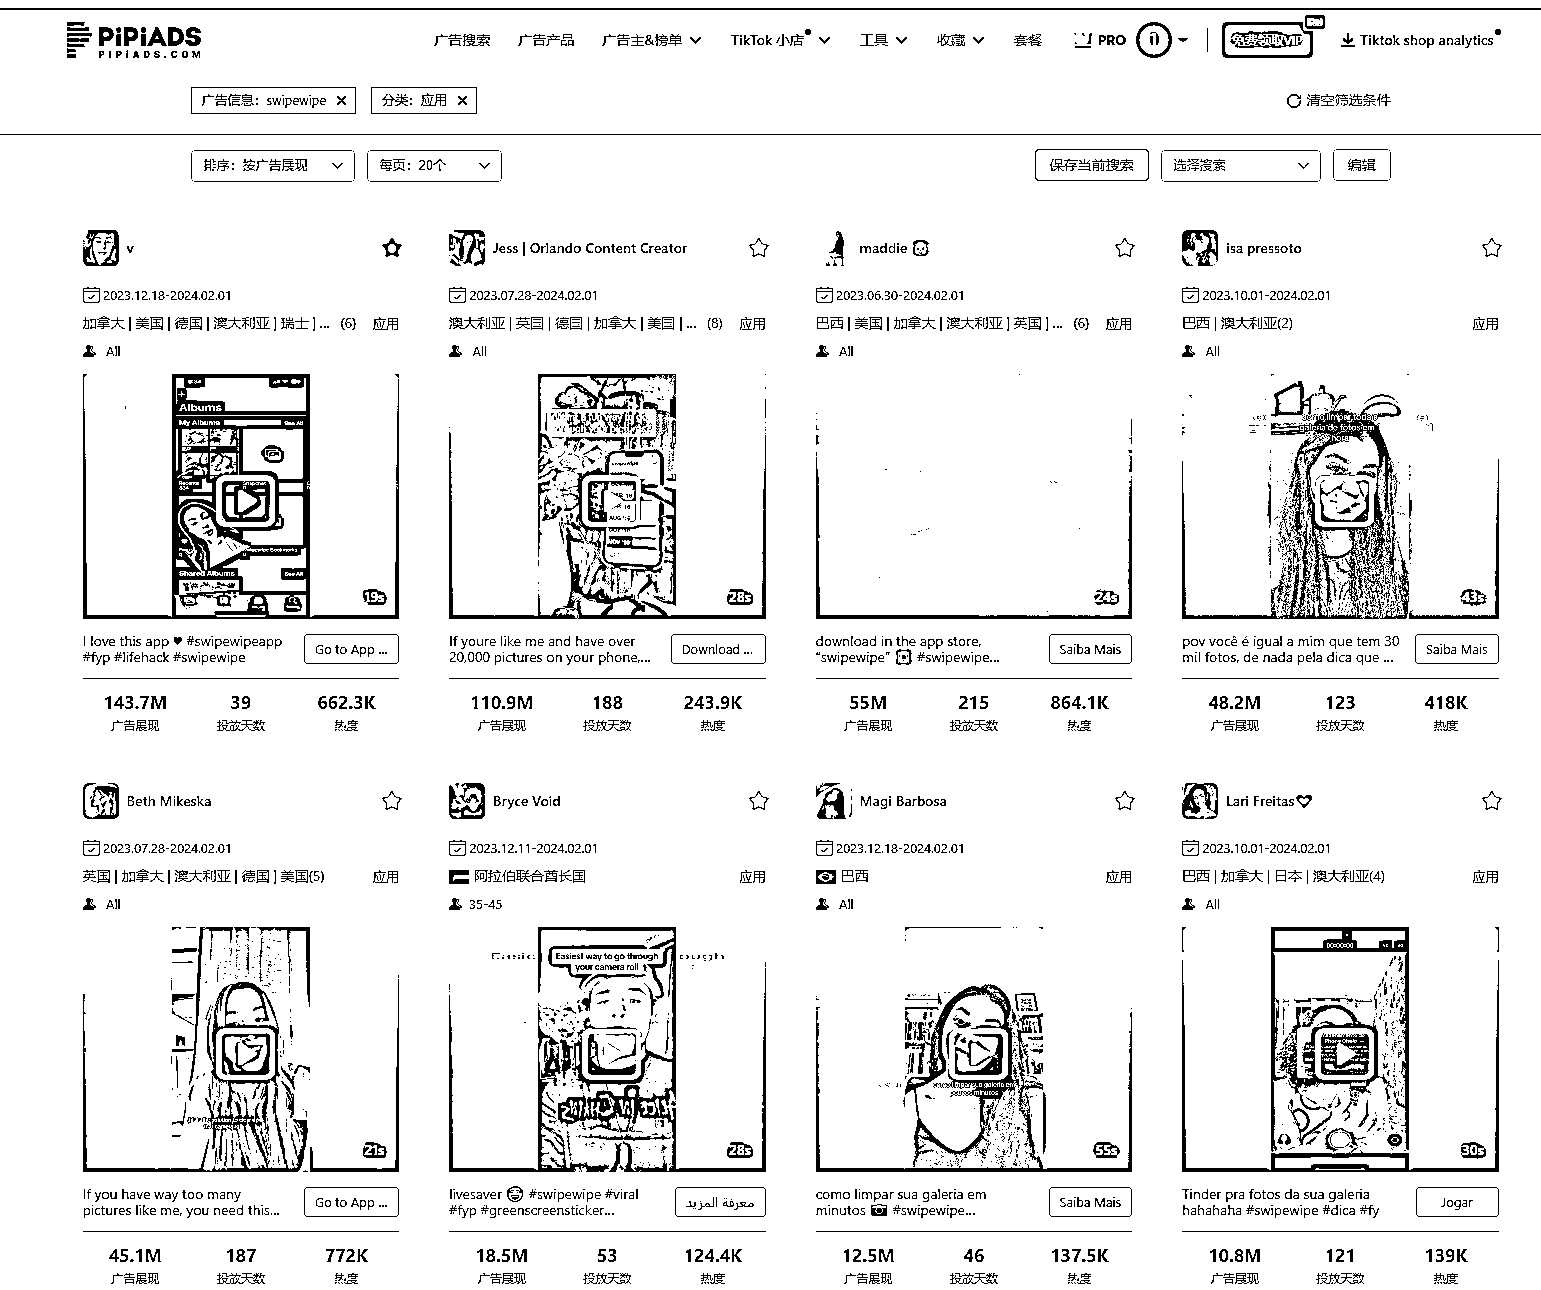 PiPiADS
PIPIADS.COM
广告搜索 广告产品 广告主&榜单 TikTok 小店 工具 收藏 套餐 PRO 免费领取VIP Tiktok shop analytics
广告信息：swipewipe × 分类：应用 × 清空筛选条件
排序：按广告展现 每页：20个 保存当前搜索 选择搜索 编辑
v Jess | Orlando Content Creator maddie isa pressoto
2023.12.18-2024.02.01 2023.07.28-2024.02.01 2023.06.30-2024.02.01 2023.10.01-2024.02.01
加拿大 | 美国 | 德国 | 澳大利亚 | 瑞士 | ... (6) 应用 澳大利亚 | 英国 | 德国 | 加拿大 | 美国 | ... (8) 应用 巴西 | 美国 | 加拿大 | 澳大利亚 | 英国 | ... (6) 应用 巴西 | 澳大利亚(2) 应用
All All All All
Albums
My Albums See All
Shared Albums See All
19s 28s 24s 43s
I love this app ♥ #swipewipeapp
#fyp #lifehack #swipewipe
Go to App ...
If youre like me and have over
20,000 pictures on your phone,...
Download ...
download in the app store,
“swipewipe” #swipewipe...
Saiba Mais
pov você é igual a mim que tem 30
mil fotos, de nada pela dica que ...
Saiba Mais
143.7M 39 662.3K 110.9M 188 243.9K 55M 215 864.1K 48.2M 123 418K
广告展现 投放天数 热度 广告展现 投放天数 热度 广告展现 投放天数 热度 广告展现 投放天数 热度
Beth Mikeska Bryce Void Magi Barbosa Lari Freitas
2023.07.28-2024.02.01 2023.12.11-2024.02.01 2023.12.18-2024.02.01 2023.10.01-2024.02.01
英国 | 加拿大 | 澳大利亚 | 德国 | 美国(5) 应用 阿拉伯联合酋长国 应用 巴西 应用 巴西 | 加拿大 | 日本 | 澳大利亚(4) 应用
All 35-45 All All
Easiest way to go through
your camera roll
21s 28s 55s 30s
If you have way too many
pictures like me, you need this...
Go to App ...
livesaver #swipewipe #viral
#fyp #greenscreensticker...
معرفة المزيد
como limpar sua galeria em
minutos #swipewipe...
Saiba Mais
Tinder pra fotos da sua galeria
hahahaha #swipewipe #dica #fy
Jogar
45.1M 187 772K 18.5M 53 124.4K 12.5M 46 137.5K 10.8M 121 139K
广告展现 投放天数 热度 广告展现 投放天数 热度 广告展现 投放天数 热度 广告展现 投放天数 热度